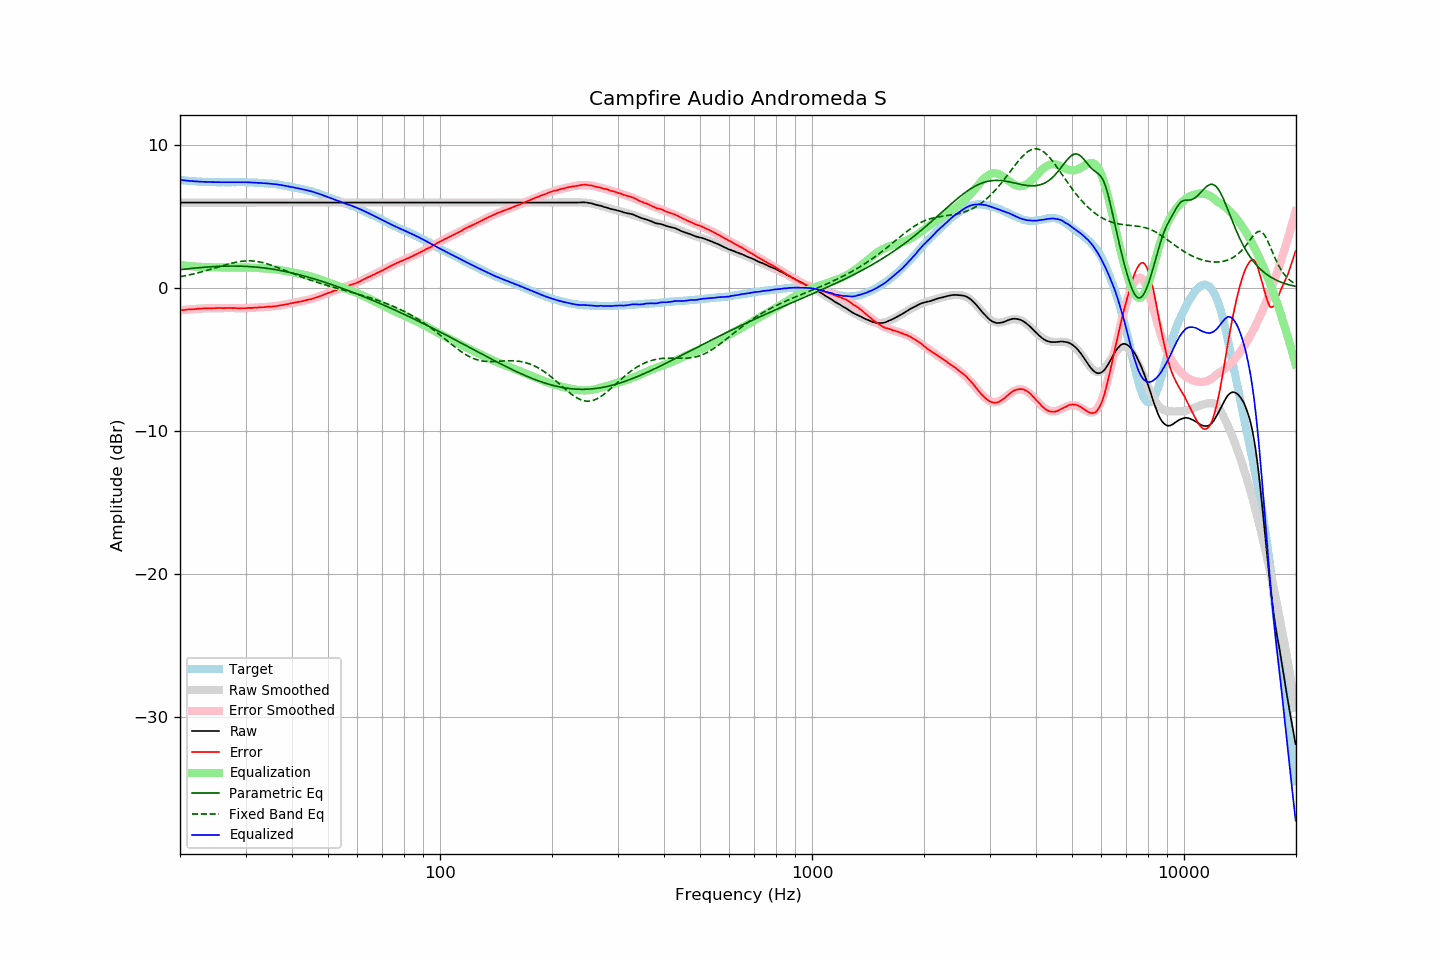 Campfire Audio Andromeda S
10
0
−10
−20
−30
Amplitude (dBr)
Target
Raw Smoothed
Error Smoothed
Raw
Error
Equalization
Parametric Eq
Fixed Band Eq
Equalized
100
1000
10000
Frequency (Hz)